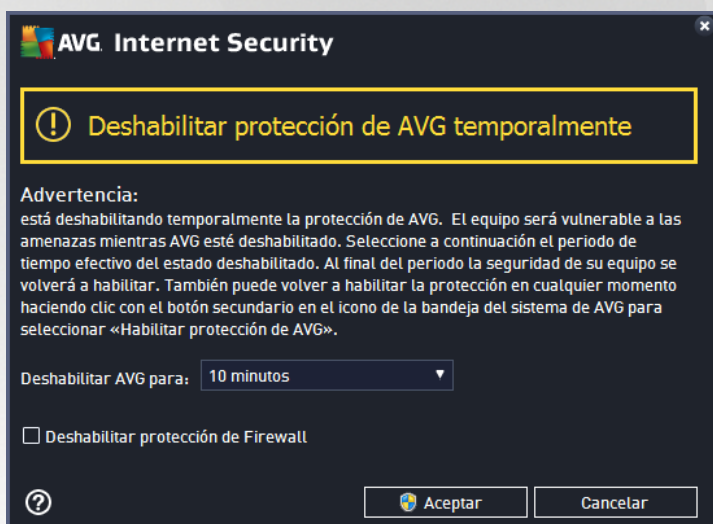 AVG. Internet Security
Deshabilitar protección de AVG temporalmente
Advertencia:
está deshabilitando temporalmente la protección de AVG. El equipo será vulnerable a las
amenazas mientras AVG esté deshabilitado. Seleccione a continuación el periodo de
tiempo efectivo del estado deshabilitado. Al final del periodo la seguridad de su equipo se
volverá a habilitar. También puede volver a habilitar la protección en cualquier momento
haciendo clic con el botón secundario en el icono de la bandeja del sistema de AVG para
seleccionar «Habilitar protección de AVG».
Deshabilitar AVG para: 10 minutos
Deshabilitar protección de Firewall
Aceptar Cancelar